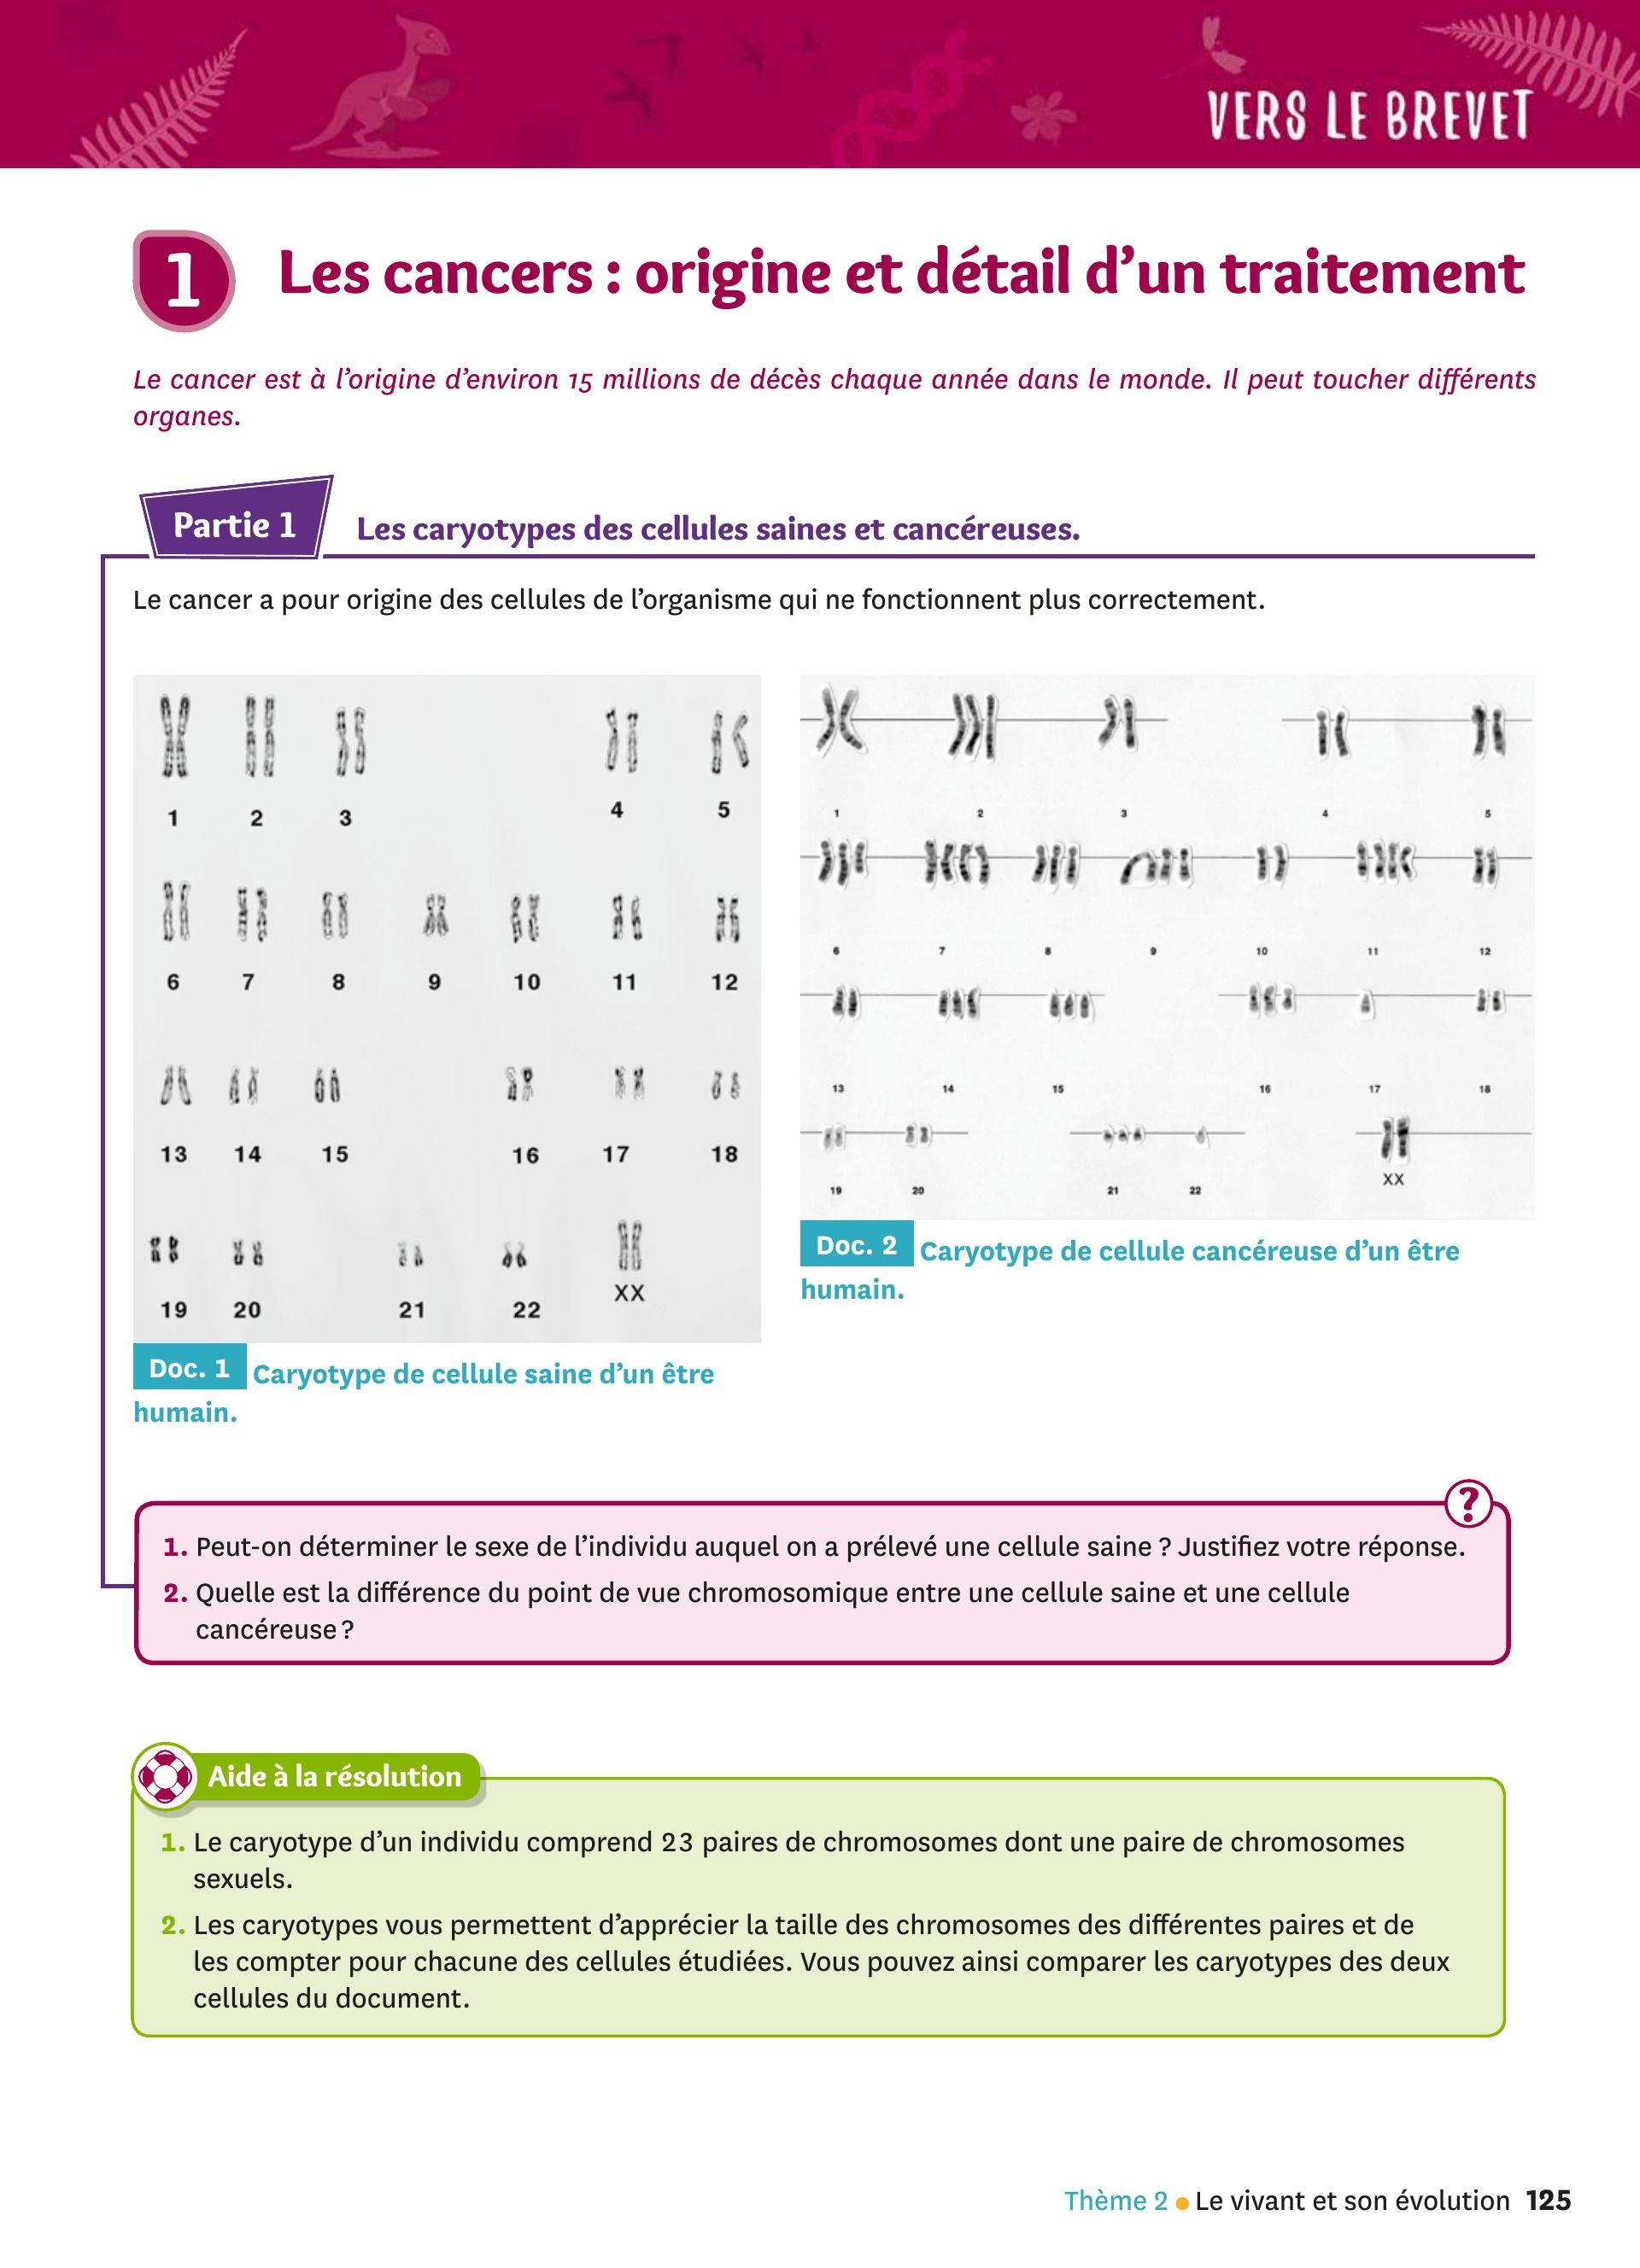 VERS LE BREVET
1 Les cancers : origine et détail d’un traitement
Le cancer est à l’origine d’environ 15 millions de décès chaque année dans le monde. Il peut toucher différents
organes.
Partie 1 Les caryotypes des cellules saines et cancéreuses.
Le cancer a pour origine des cellules de l’organisme qui ne fonctionnent plus correctement.
1 2 3 4 5
6 7 8 9 10 11 12
13 14 15 16 17 18
19 20 21 22 XX
Doc. 1 Caryotype de cellule saine d’un être
humain.
1 2 3 4 5
6 7 8 9 10 11 12
13 14 15 16 17 18
19 20 21 22 XX
Doc. 2 Caryotype de cellule cancéreuse d’un être
humain.
?
1. Peut-on déterminer le sexe de l’individu auquel on a prélevé une cellule saine ? Justifiez votre réponse.
2. Quelle est la différence du point de vue chromosomique entre une cellule saine et une cellule
cancéreuse ?
Aide à la résolution
1. Le caryotype d’un individu comprend 23 paires de chromosomes dont une paire de chromosomes
sexuels.
2. Les caryotypes vous permettent d’apprécier la taille des chromosomes des différentes paires et de
les compter pour chacune des cellules étudiées. Vous pouvez ainsi comparer les caryotypes des deux
cellules du document.
Thème 2 ● Le vivant et son évolution 125